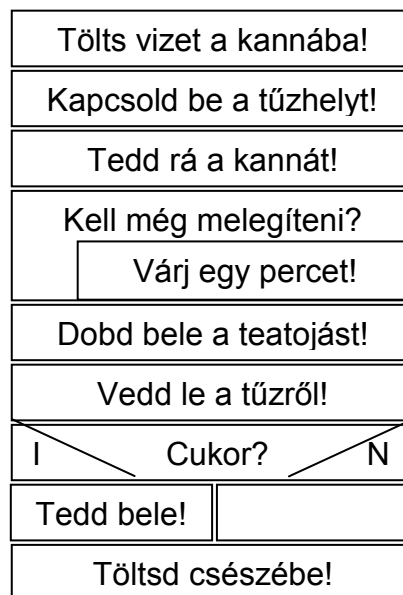 Tölts vizet a kannába!
Kapcsold be a tűzhelyt!
Tedd rá a kannát!
Kell még melegíteni?
Várj egy percet!
Dobd bele a teatojást!
Vedd le a tűzről!
I Cukor? N
Tedd bele!
Töltsd csészébe!